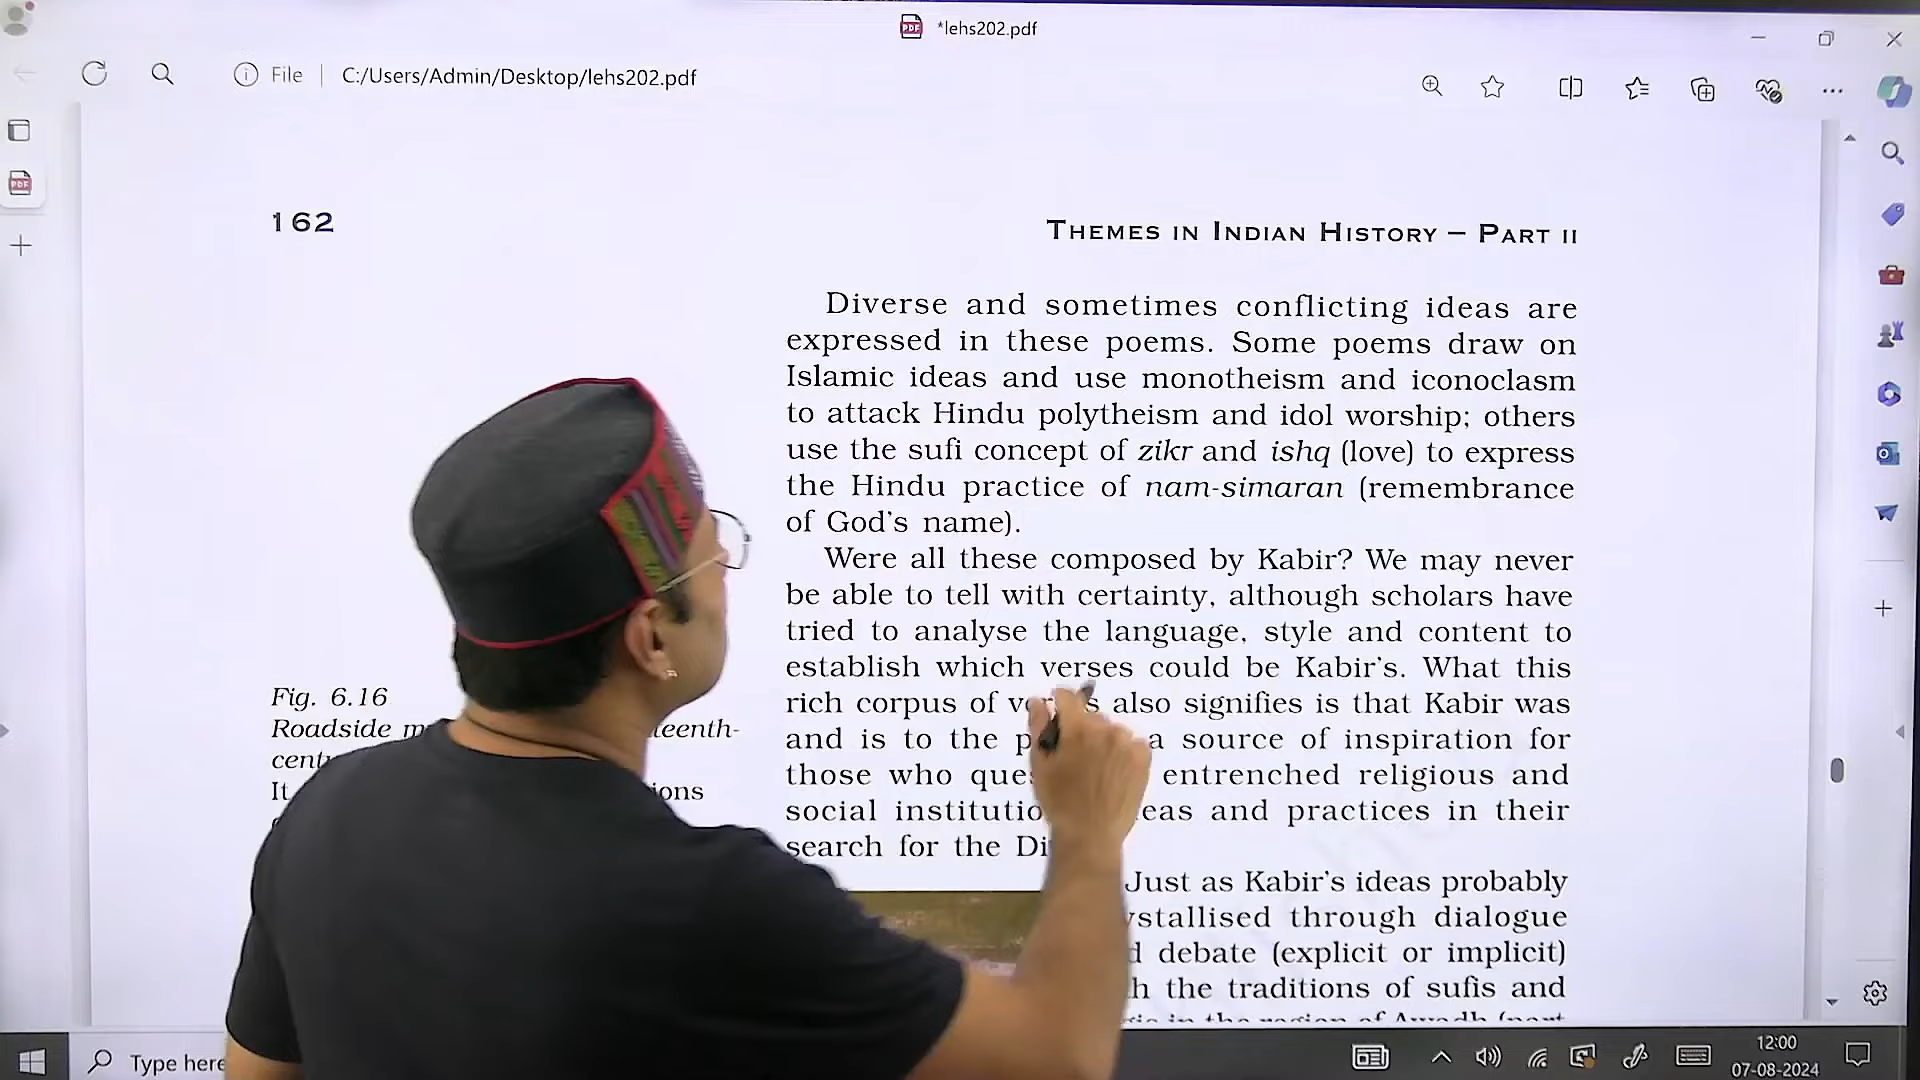 *lehs202.pdf
File
C:/Users/Admin/Desktop/lehs202.pdf
162
THEMES IN INDIAN HISTORY – PART II
Diverse and sometimes conflicting ideas are
expressed in these poems. Some poems draw on
Islamic ideas and use monotheism and iconoclasm
to attack Hindu polytheism and idol worship; others
use the sufi concept of zikr and ishq (love) to express
the Hindu practice of nam-simaran (remembrance
of God's name).
Were all these composed by Kabir? We may never
be able to tell with certainty, although scholars have
tried to analyse the language, style and content to
establish which verses could be Kabir's. What this
rich corpus of also signifies is that Kabir was
and is to the a source of inspiration for
those who entrenched religious and
social and practices in their
search for the
Just as Kabir's ideas probably
through dialogue
debate (explicit or implicit)
the traditions of sufis and
in the region of Awadh (part
Fig. 6.16
Roadside
It
Type here
12:00
07-08-2024